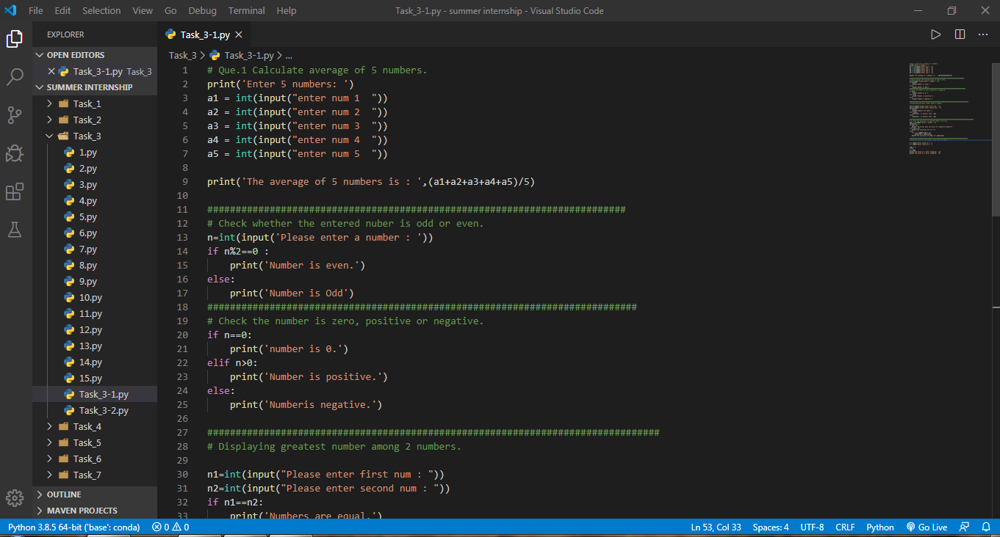 File Edit Selection View Go Debug Terminal Help Task_3-1.py - summer internship - Visual Studio Code
EXPLORER
OPEN EDITORS
Task_3-1.py Task_3
SUMMER INTERNSHIP
Task_1
Task_2
Task_3
1.py
2.py
3.py
4.py
5.py
6.py
7.py
8.py
9.py
10.py
11.py
12.py
13.py
14.py
15.py
Task_3-1.py
Task_3-2.py
Task_4
Task_5
Task_6
Task_7
OUTLINE
MAVEN PROJECTS
Task_3-1.py
Task_3 > Task_3-1.py > ...
1 # Que.1 Calculate average of 5 numbers.
2 print('Enter 5 numbers: ')
3 a1 = int(input("enter num 1  "))
4 a2 = int(input("enter num 2  "))
5 a3 = int(input("enter num 3  "))
6 a4 = int(input("enter num 4  "))
7 a5 = int(input("enter num 5  "))
8
9 print('The average of 5 numbers is : ',(a1+a2+a3+a4+a5)/5)
10
11 ##########################################################################
12 # Check whether the entered nuber is odd or even.
13 n=int(input('Please enter a number : '))
14 if n%2==0 :
15     print('Number is even.')
16 else:
17     print('Number is Odd')
18 ############################################################################
19 # Check the number is zero, positive or negative.
20 if n==0:
21     print('number is 0.')
22 elif n>0:
23     print('Number is positive.')
24 else:
25     print('Numberis negative.')
26
27 ################################################################################
28 # Displaying greatest number among 2 numbers.
29
30 n1=int(input("Please enter first num : "))
31 n2=int(input("Please enter second num : "))
32 if n1==n2:
33     print('Numbers are equal.')
Python 3.8.5 64-bit ('base': conda) 0 0 Ln 53, Col 33 Spaces: 4 UTF-8 CRLF Python Go Live